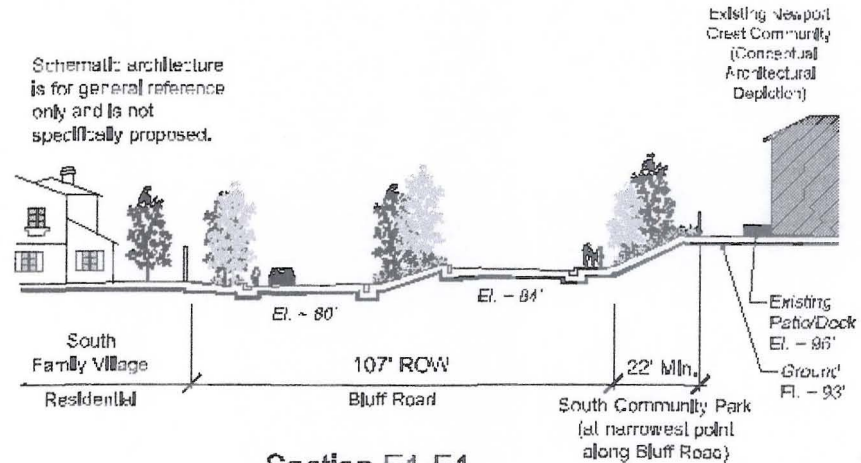 Existing Newport
Crest Community
(Conceptual
Architectural
Depiction)
Schematic architecture
is for general reference
only and is not
specifically proposed.
El. ~ 80'
El. ~ 84'
Existing
Patio/Deck
El. ~ 96'
Ground
El. ~ 93'
South
Family Village
107' ROW
22' Min.
Residential
Bluff Road
South Community Park
(at narrowest point
along Bluff Road)
Section